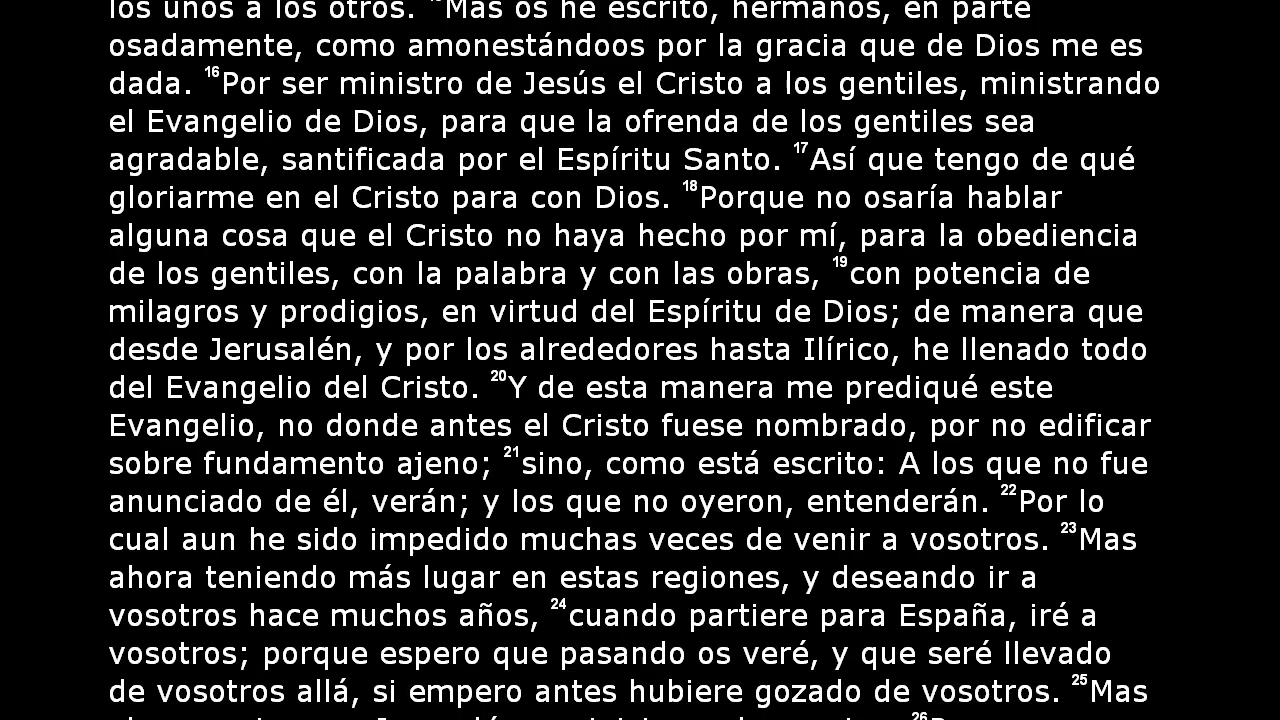 los unos a los otros. Mas os he escrito, hermanos, en parte
osadamente, como amonestándoos por la gracia que de Dios me es
dada. 16Por ser ministro de Jesús el Cristo a los gentiles, ministrando
el Evangelio de Dios, para que la ofrenda de los gentiles sea
agradable, santificada por el Espíritu Santo. 17Así que tengo de qué
gloriarme en el Cristo para con Dios. 18Porque no osaría hablar
alguna cosa que el Cristo no haya hecho por mí, para la obediencia
de los gentiles, con la palabra y con las obras, 19con potencia de
milagros y prodigios, en virtud del Espíritu de Dios; de manera que
desde Jerusalén, y por los alrededores hasta Ilírico, he llenado todo
del Evangelio del Cristo. 20Y de esta manera me prediqué este
Evangelio, no donde antes el Cristo fuese nombrado, por no edificar
sobre fundamento ajeno; 21sino, como está escrito: A los que no fue
anunciado de él, verán; y los que no oyeron, entenderán. 22Por lo
cual aun he sido impedido muchas veces de venir a vosotros. 23Mas
ahora teniendo más lugar en estas regiones, y deseando ir a
vosotros hace muchos años, 24cuando partiere para España, iré a
vosotros; porque espero que pasando os veré, y que seré llevado
de vosotros allá, si empero antes hubiere gozado de vosotros. 25Mas
26